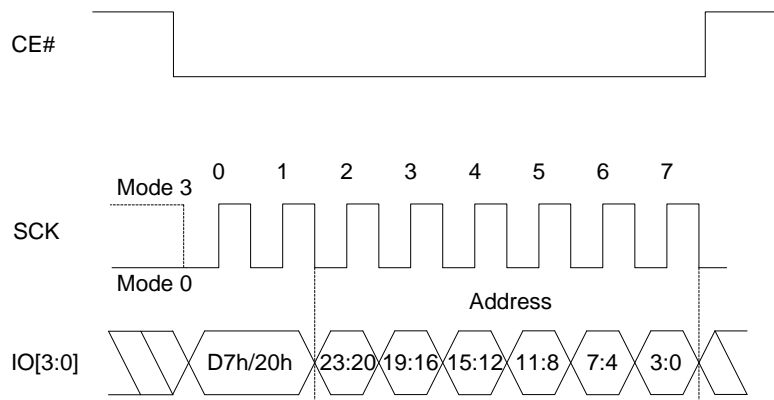 CE#
0 1 2 3 4 5 6 7
Mode 3
SCK
Mode 0
Address
IO[3:0] D7h/20h 23:20 19:16 15:12 11:8 7:4 3:0